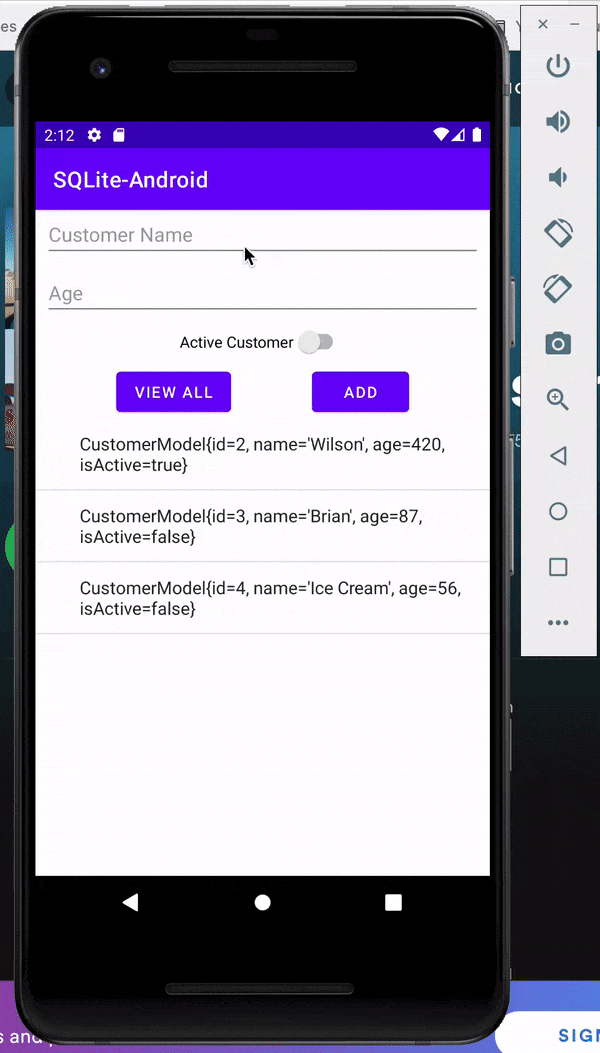 es
2:12
SQLite-Android
Customer Name
Age
Active Customer
VIEW ALL
ADD
CustomerModel{id=2, name='Wilson', age=420,
isActive=true}
CustomerModel{id=3, name='Brian', age=87,
isActive=false}
CustomerModel{id=4, name='Ice Cream', age=56,
isActive=false}
s and
SIGN